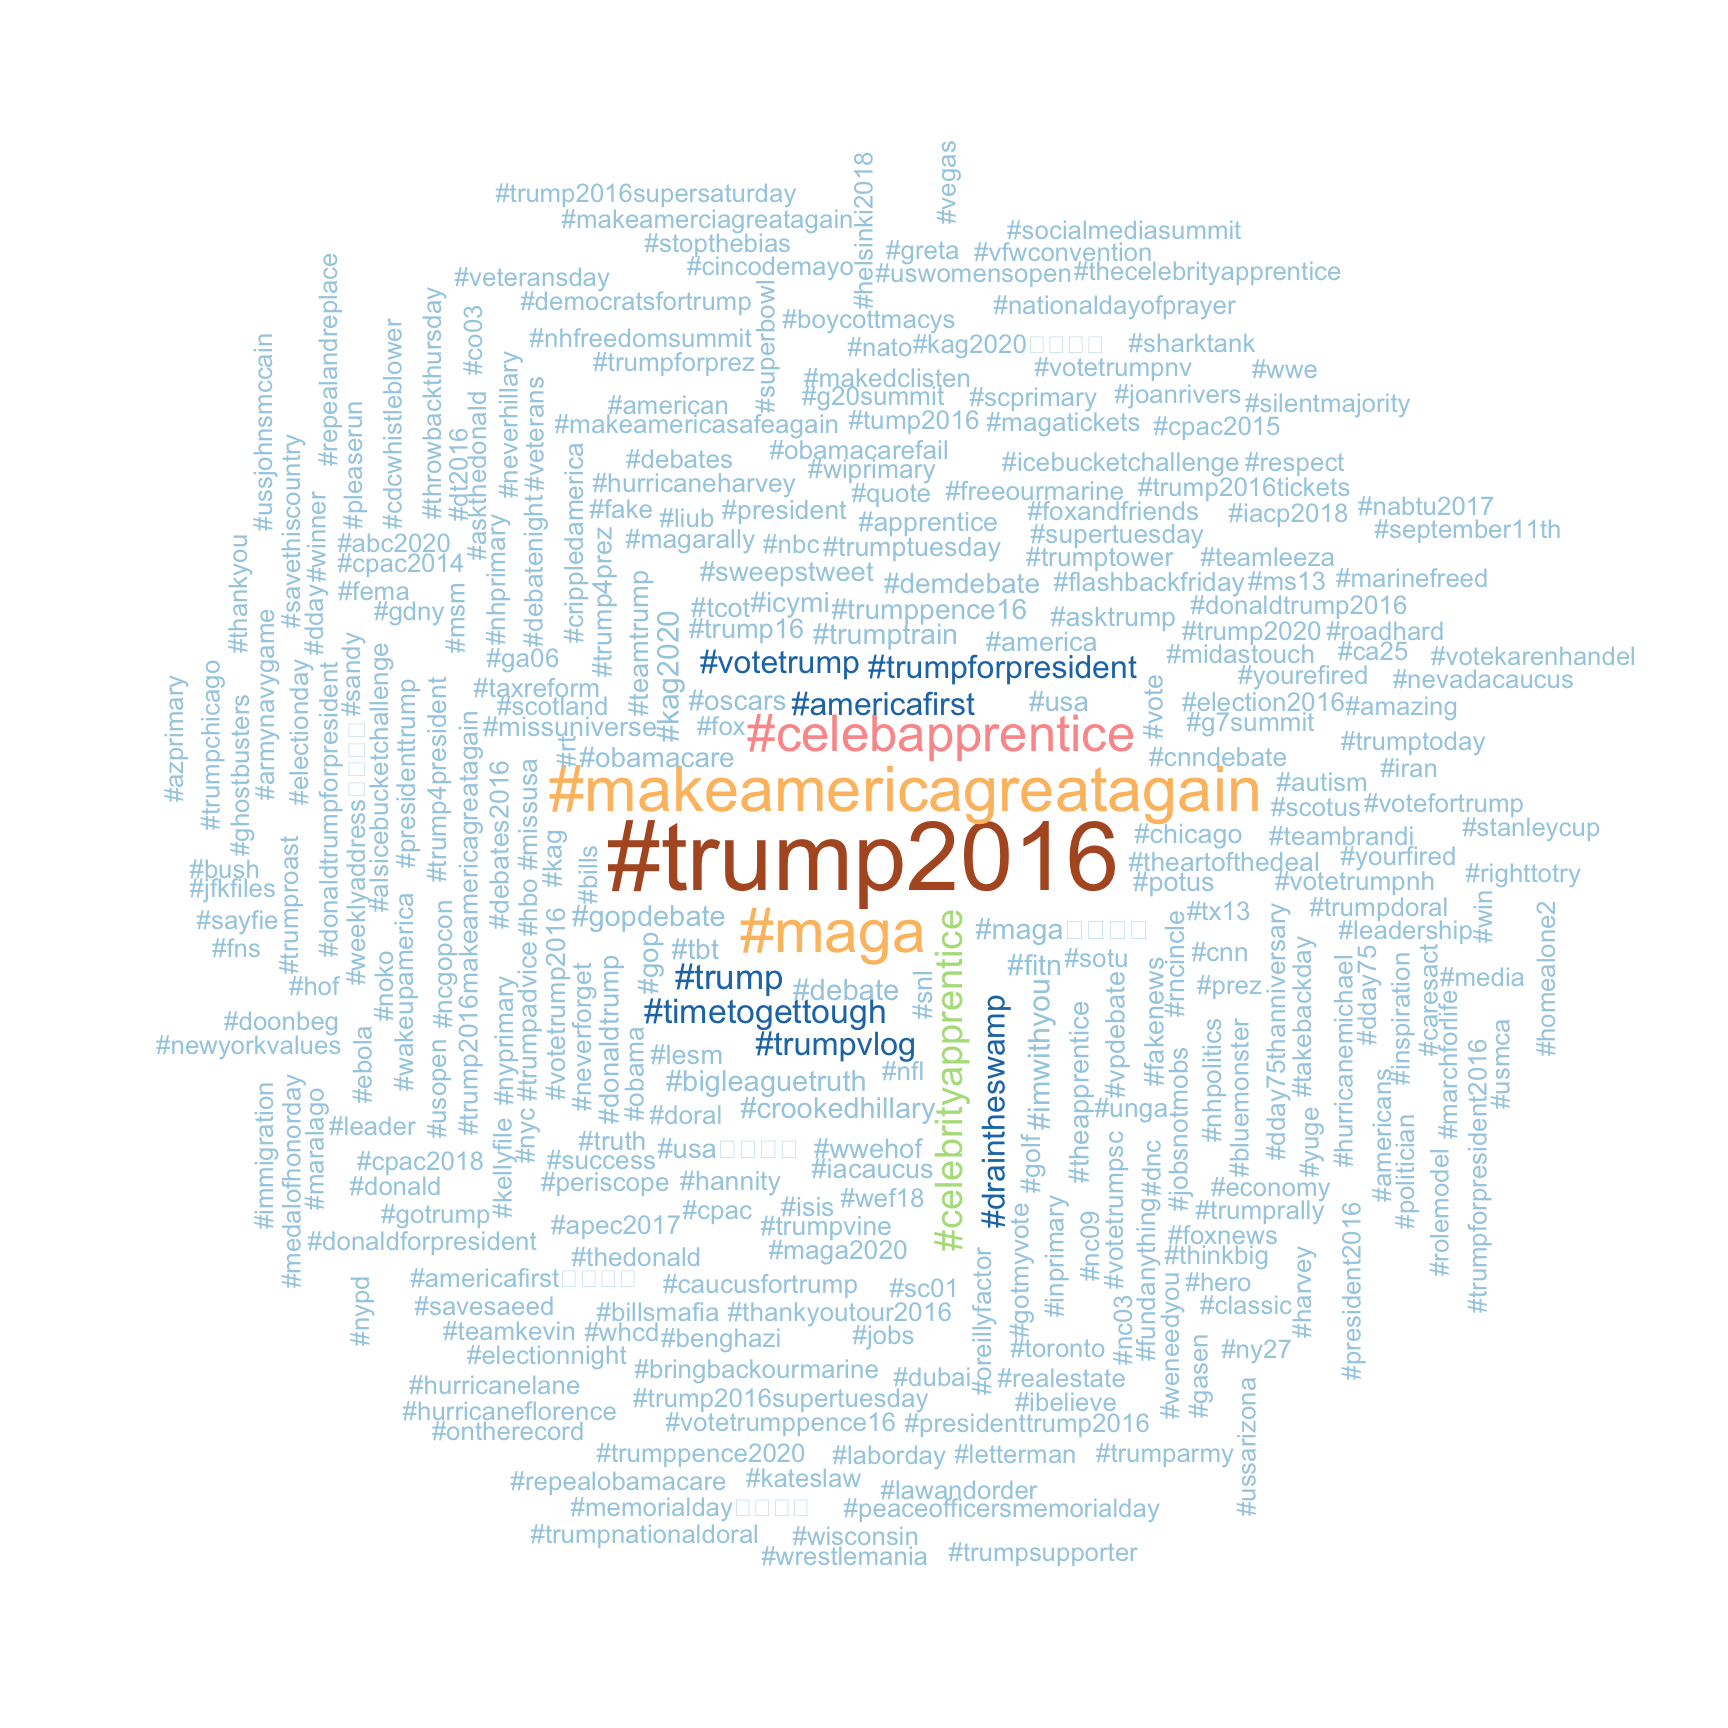 #vegas
#helsinki2018
#trump2016supersaturday
#makeamerciagreatagain
#socialmediasummit
#stopthebias
#greta
#vfwconvention
#cincodemayo
#uswomensopen
#thecelebrityapprentice
#veteransday
#democratsfortrump
#superbowl
#nationaldayofprayer
#boycottmacys
#nhfreedomsummit
#nato
#kag2020□□□□
#sharktank
#trumpforprez
#votetrumpnv
#wwe
#makedclisten
#g20summit
#scprimary
#joanrivers
#silentmajority
#american
#makeamericasafeagain
#tump2016
#magatickets
#cpac2015
#obamacarefail
#debates
#wiprimary
#icebucketchallenge
#respect
#hurricaneharvey
#quote
#freeourmarine
#trump2016tickets
#fake
#liub
#president
#apprentice
#foxandfriends
#iacp2018
#nabtu2017
#september11th
#supertuesday
#magarally
#nbc
#trumptuesday
#trumptower
#teamleeza
#sweepstweet
#demdebate
#flashbackfriday
#ms13
#marinefreed
#tcot
#icymi
#trumppence16
#asktrump
#donaldtrump2016
#trump16
#trumptrain
#america
#trump2020
#roadhard
#votetrump
#trumpforpresident
#midastouch
#ca25
#votekarenhandel
#yourefired
#nevadacaucus
#oscars
#americafirst
#usa
#vote
#election2016
#amazing
#fox
#celebapprentice
#g7summit
#trumptoday
#obamacare
#cnndebate
#iran
#makeamericagreatagain
#autism
#scotus
#votefortrump
#trump2016
#chicago
#teambrandi
#stanleycup
#theartofthedeal
#yourfired
#potus
#votetrumpnh
#righttotry
#repealandreplace
#ussjohnsmccain
#pleaserun
#cdcwhistleblower
#throwbackthursday
#co03
#dt2016
#askthedonald
#neverhillary
#veterans
#savethiscountry
#winner
#dday
#thankyou
#abc2020
#cpac2014
#fema
#gdny
#msm
#nhprimary
#debatenight
#crippledamerica
#trump4prez
#teamtrump
#kag2020
#ga06
#taxreform
#scotland
#missuniverse
#rt
#azprimary
#trumpchicago
#ghostbusters
#armynavygame
#electionday
#donaldtrumpforpresident
#sandy
#weeklyaddress□□□□
#alsicebucketchallenge
#presidenttrump
#trump4president
#trump2016makeamericagreatagain
#debates2016
#missusa
#hbo
#kag
#bills
#bush
#jfkfiles
#sayfie
#fns
#trumproast
#hof
#noko
#wakeupamerica
#ncgopcon
#usopen
#nyprimary
#trumpadvice
#nyc
#votetrump2016
#neverforget
#donaldtrump
#obama
#gop
#gopdebate
#maga
#tbt
#trump
#debate
#timetogettough
#trumpvlog
#snl
#celebrityapprentice
#draintheswamp
#maga□□□□
#fitn
#sotu
#imwithyou
#golf
#theapprentice
#vpdebate
#fakenews
#rncincle
#tx13
#cnn
#prez
#trumpdoral
#leadership
#win
#media
#homealone2
#dday75thanniversary
#takebackday
#hurricanemichael
#dday75
#inspiration
#caresact
#marchforlife
#usmca
#doonbeg
#newyorkvalues
#ebola
#lesm
#nfl
#bigleaguetruth
#doral
#crookedhillary
#unga
#nhpolitics
#bluemonster
#yuge
#americans
#politician
#rolemodel
#trumpforpresident2016
#immigration
#medalofhonorday
#maralago
#leader
#cpac2018
#donald
#gotrump
#donaldforpresident
#kellyfile
#truth
#success
#periscope
#usa□□□□
#wwehof
#iacaucus
#hannity
#cpac
#isis
#wef18
#apec2017
#trumpvine
#maga2020
#thedonald
#americafirst□□□□
#caucusfortrump
#sc01
#oreillyfactor
#gotmyvote
#inprimary
#nc09
#votetrumpsc
#dnc
#fundanything
#jobsnotmobs
#economy
#trumprally
#foxnews
#thinkbig
#hero
#classic
#harvey
#president2016
#nypd
#savesaeed
#billsmafia
#thankyoutour2016
#teamkevin
#whcd
#benghazi
#jobs
#toronto
#nc03
#weneedyou
#gasen
#ny27
#electionnight
#bringbackourmarine
#dubai
#realestate
#hurricanelane
#trump2016supertuesday
#ibelieve
#hurricaneflorence
#votetrumppence16
#presidenttrump2016
#ontherecord
#ussarizona
#trumppence2020
#laborday
#letterman
#trumparmy
#repealobamacare
#kateslaw
#lawandorder
#memorialday□□□□
#peaceofficersmemorialday
#trumpnationaldoral
#wisconsin
#wrestlemania
#trumpsupporter